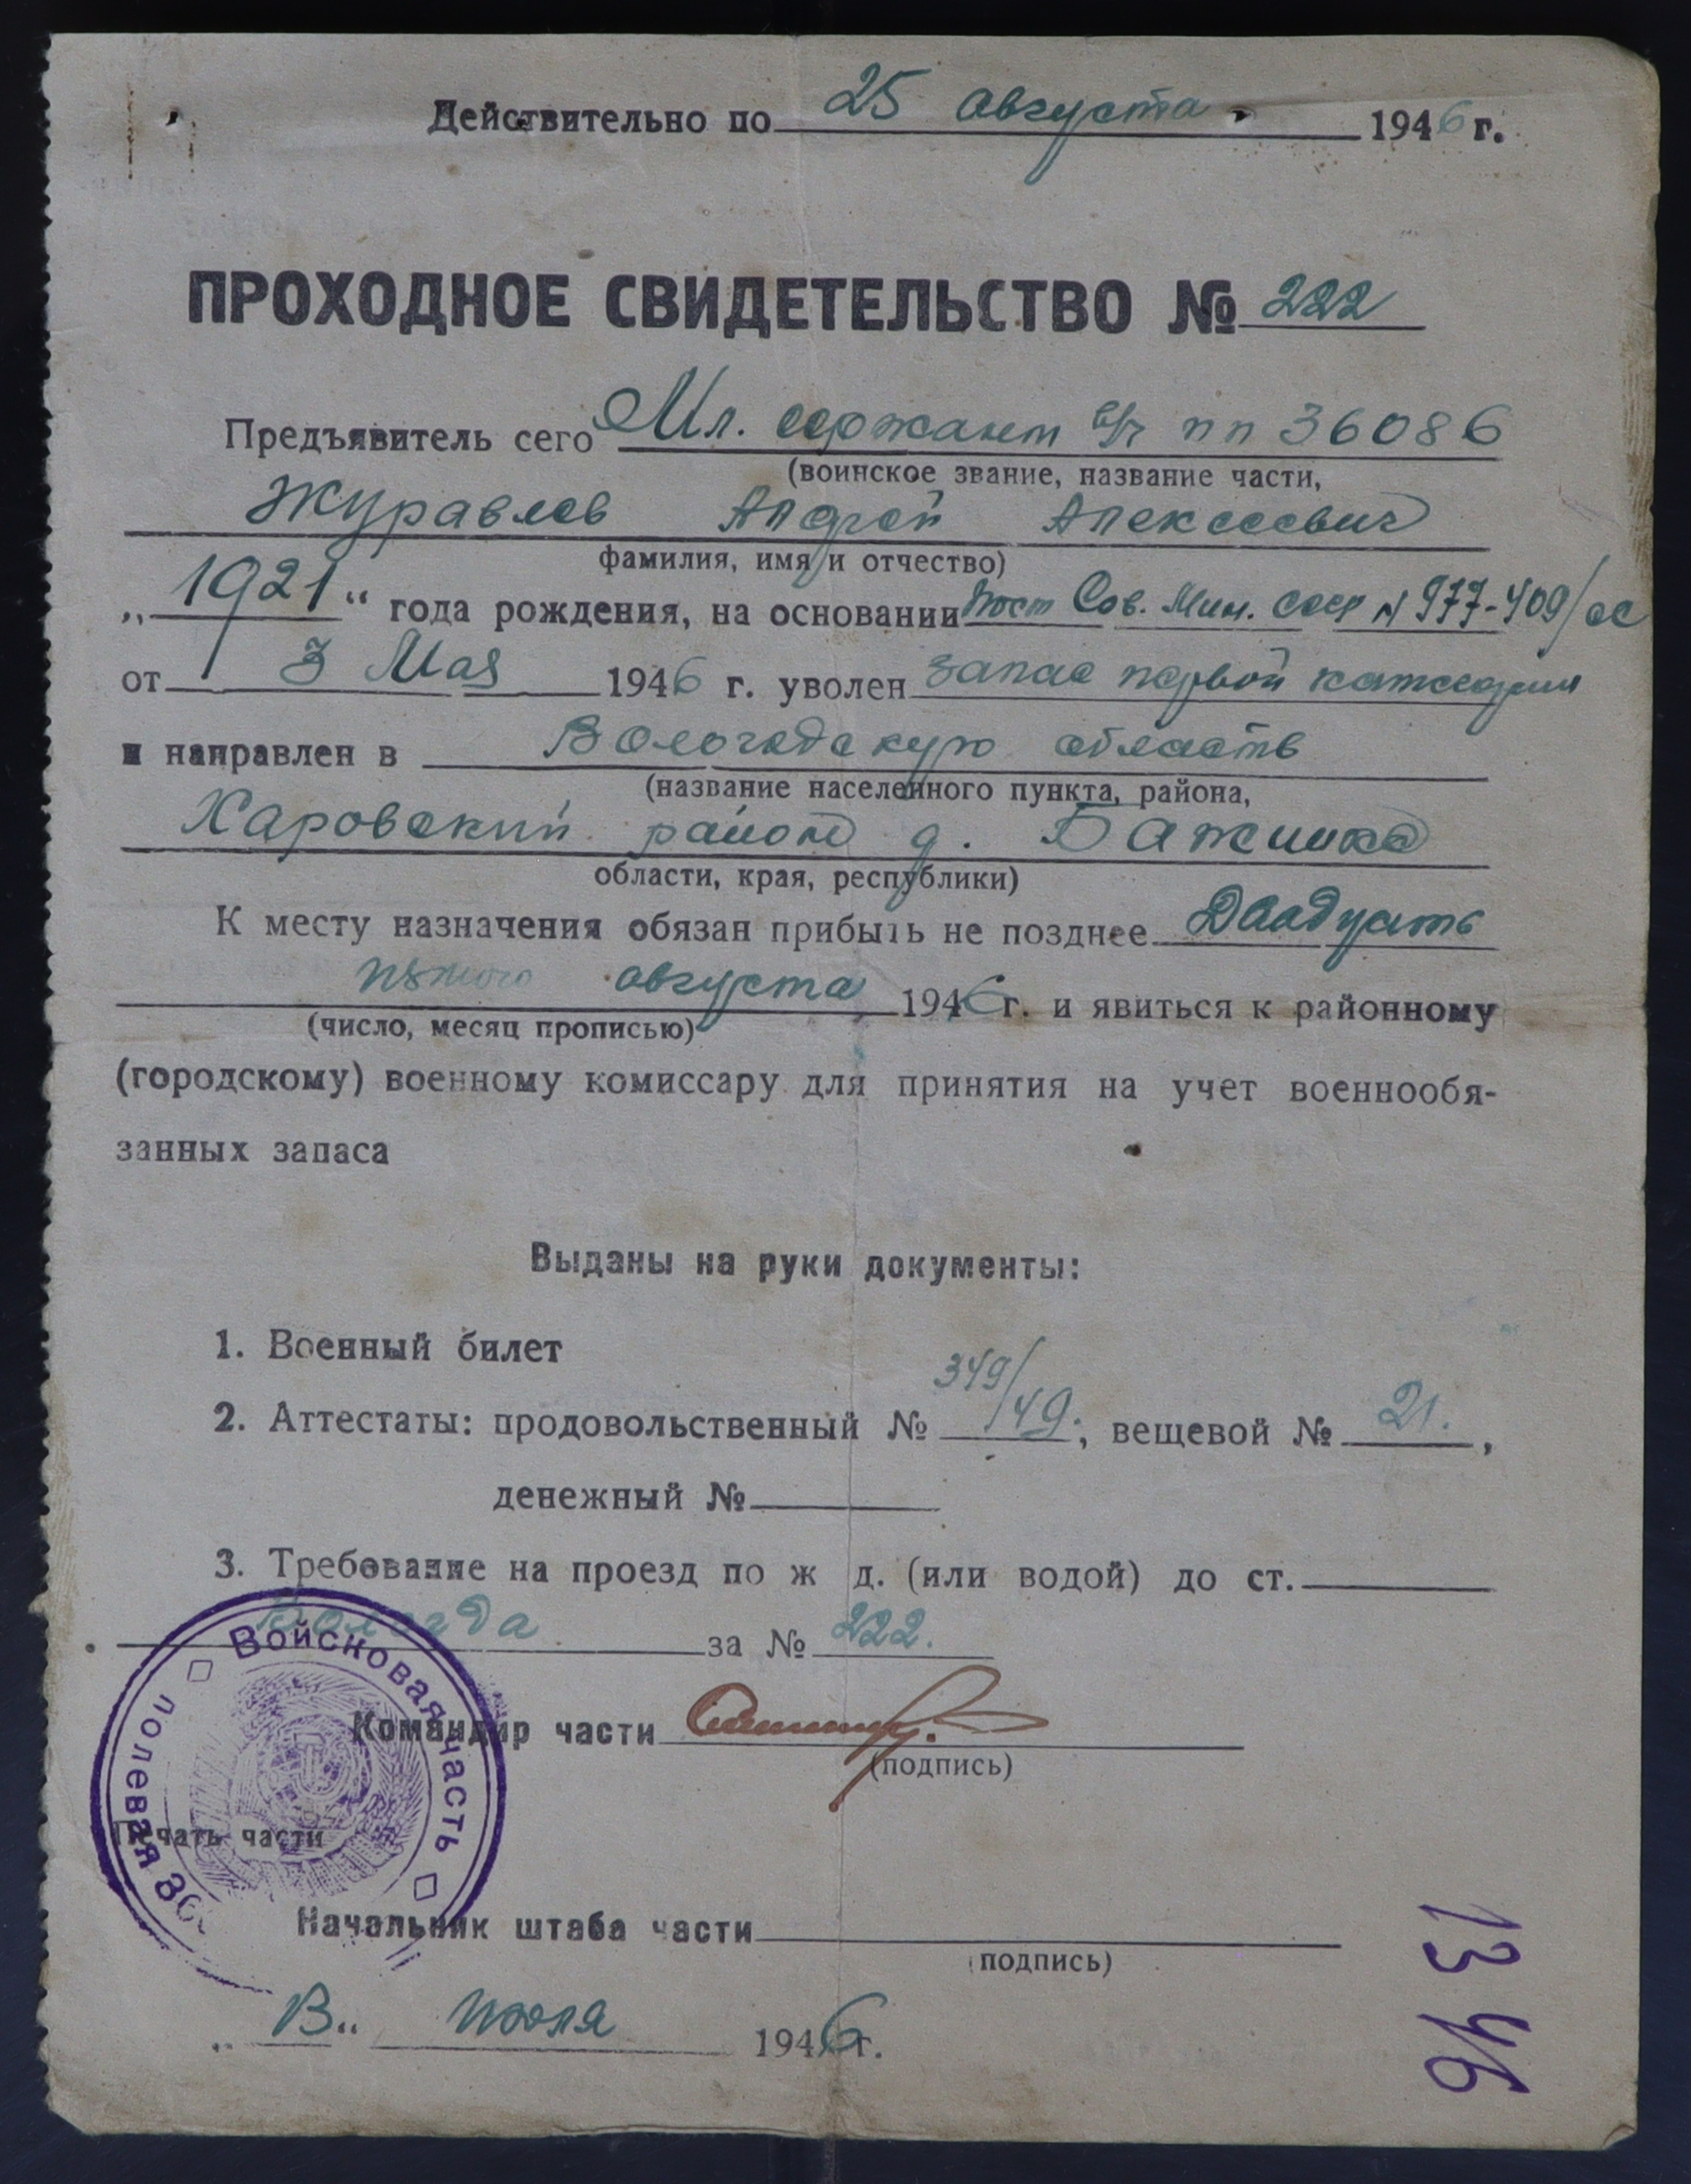 Действительно по 25 августа 1946 г.
ПРОХОДНОЕ СВИДЕТЕЛЬСТВО № 222
Предъявитель сего Мл. сержант в/ч пп 36086
(воинское звание, название части,
Журавлев Андрей Алексеевич
фамилия, имя и отчество)
„1921“ года рождения, на основании Пост Сов. Мин. СССР N 977-409/сс
от 3 Мая 1946 г. уволен запас первой категории
и направлен в Вологодскую область
(название населенного пункта, района,
Харовский район д.
области, края, республики)
К месту назначения обязан прибыть не позднее Двадцать
пятого августа 1946 г. и явиться к районному
(число, месяц прописью)
(городскому) военному комиссару для принятия на учет военнообя-
занных запаса
Выданы на руки документы:
1. Военный билет
2. Аттестаты: продовольственный № 349/49; вещевой № 21.,
денежный №
3. Требование на проезд по ж д. (или водой) до ст.
Вологда за № 222.
Войсковая часть
полевая
Командир части
(подпись)
Печать части
Начальник штаба части
(подпись)
июля 1946 г.
13 46